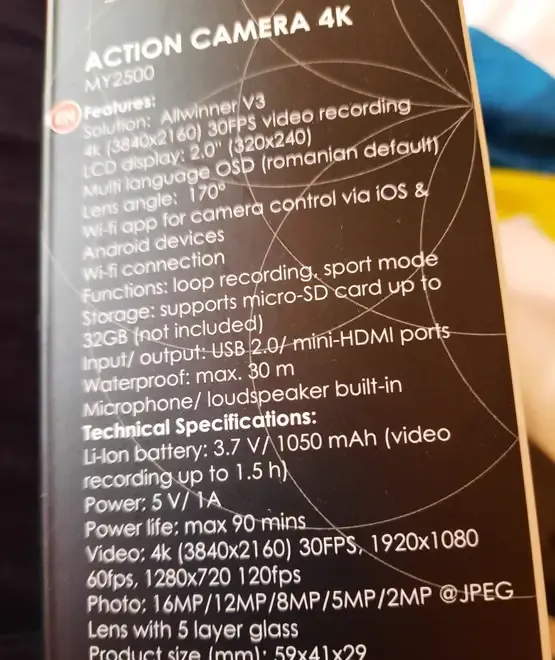 ACTION CAMERA 4K
MY2500
EN
Features:
Solution: Allwinner V3
4k (3840x2160) 30FPS video recording
LCD display: 2.0" (320x240)
Multi language OSD (romanian default)
Lens angle: 170°
Wi-fi app for camera control via iOS &
Android devices
Wi-fi connection
Functions: loop recording, sport mode
Storage: supports micro-SD card up to
32GB (not included)
Input/ output: USB 2.0/ mini-HDMI ports
Waterproof: max. 30 m
Microphone/ loudspeaker built-in
Technical Specifications:
Li-Ion battery: 3.7 V/ 1050 mAh (video
recording up to 1.5 h)
Power: 5 V/ 1A
Power life: max 90 mins
Video: 4k (3840x2160) 30FPS, 1920x1080
60fps, 1280x720 120fps
Photo: 16MP/12MP/8MP/5MP/2MP @JPEG
Lens with 5 layer glass
Product size (mm): 59x41x29